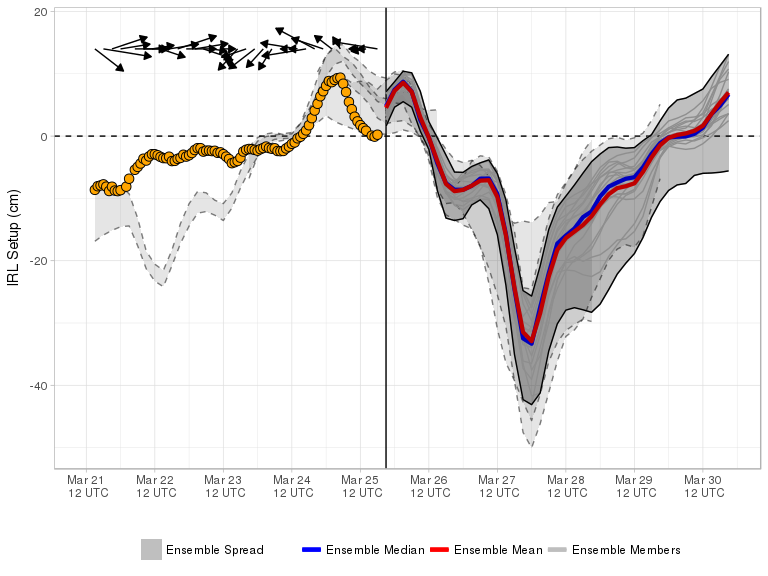 20
0
-20
-40
IRL Setup (cm)
Mar 21 Mar 22 Mar 23 Mar 24 Mar 25 Mar 26 Mar 27 Mar 28 Mar 29 Mar 30
12 UTC 12 UTC 12 UTC 12 UTC 12 UTC 12 UTC 12 UTC 12 UTC 12 UTC 12 UTC
Ensemble Spread Ensemble Median Ensemble Mean Ensemble Members